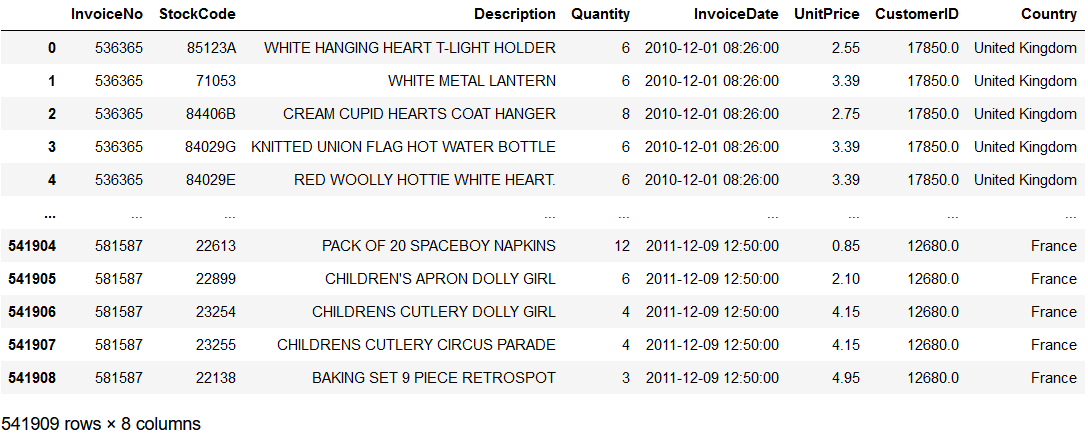 InvoiceNo StockCode Description Quantity InvoiceDate UnitPrice CustomerID Country
0 536365 85123A WHITE HANGING HEART T-LIGHT HOLDER 6 2010-12-01 08:26:00 2.55 17850.0 United Kingdom
1 536365 71053 WHITE METAL LANTERN 6 2010-12-01 08:26:00 3.39 17850.0 United Kingdom
2 536365 84406B CREAM CUPID HEARTS COAT HANGER 8 2010-12-01 08:26:00 2.75 17850.0 United Kingdom
3 536365 84029G KNITTED UNION FLAG HOT WATER BOTTLE 6 2010-12-01 08:26:00 3.39 17850.0 United Kingdom
4 536365 84029E RED WOOLLY HOTTIE WHITE HEART. 6 2010-12-01 08:26:00 3.39 17850.0 United Kingdom
... ... ... ... ... ... ... ... ...
541904 581587 22613 PACK OF 20 SPACEBOY NAPKINS 12 2011-12-09 12:50:00 0.85 12680.0 France
541905 581587 22899 CHILDREN'S APRON DOLLY GIRL 6 2011-12-09 12:50:00 2.10 12680.0 France
541906 581587 23254 CHILDRENS CUTLERY DOLLY GIRL 4 2011-12-09 12:50:00 4.15 12680.0 France
541907 581587 23255 CHILDRENS CUTLERY CIRCUS PARADE 4 2011-12-09 12:50:00 4.15 12680.0 France
541908 581587 22138 BAKING SET 9 PIECE RETROSPOT 3 2011-12-09 12:50:00 4.95 12680.0 France
541909 rows × 8 columns